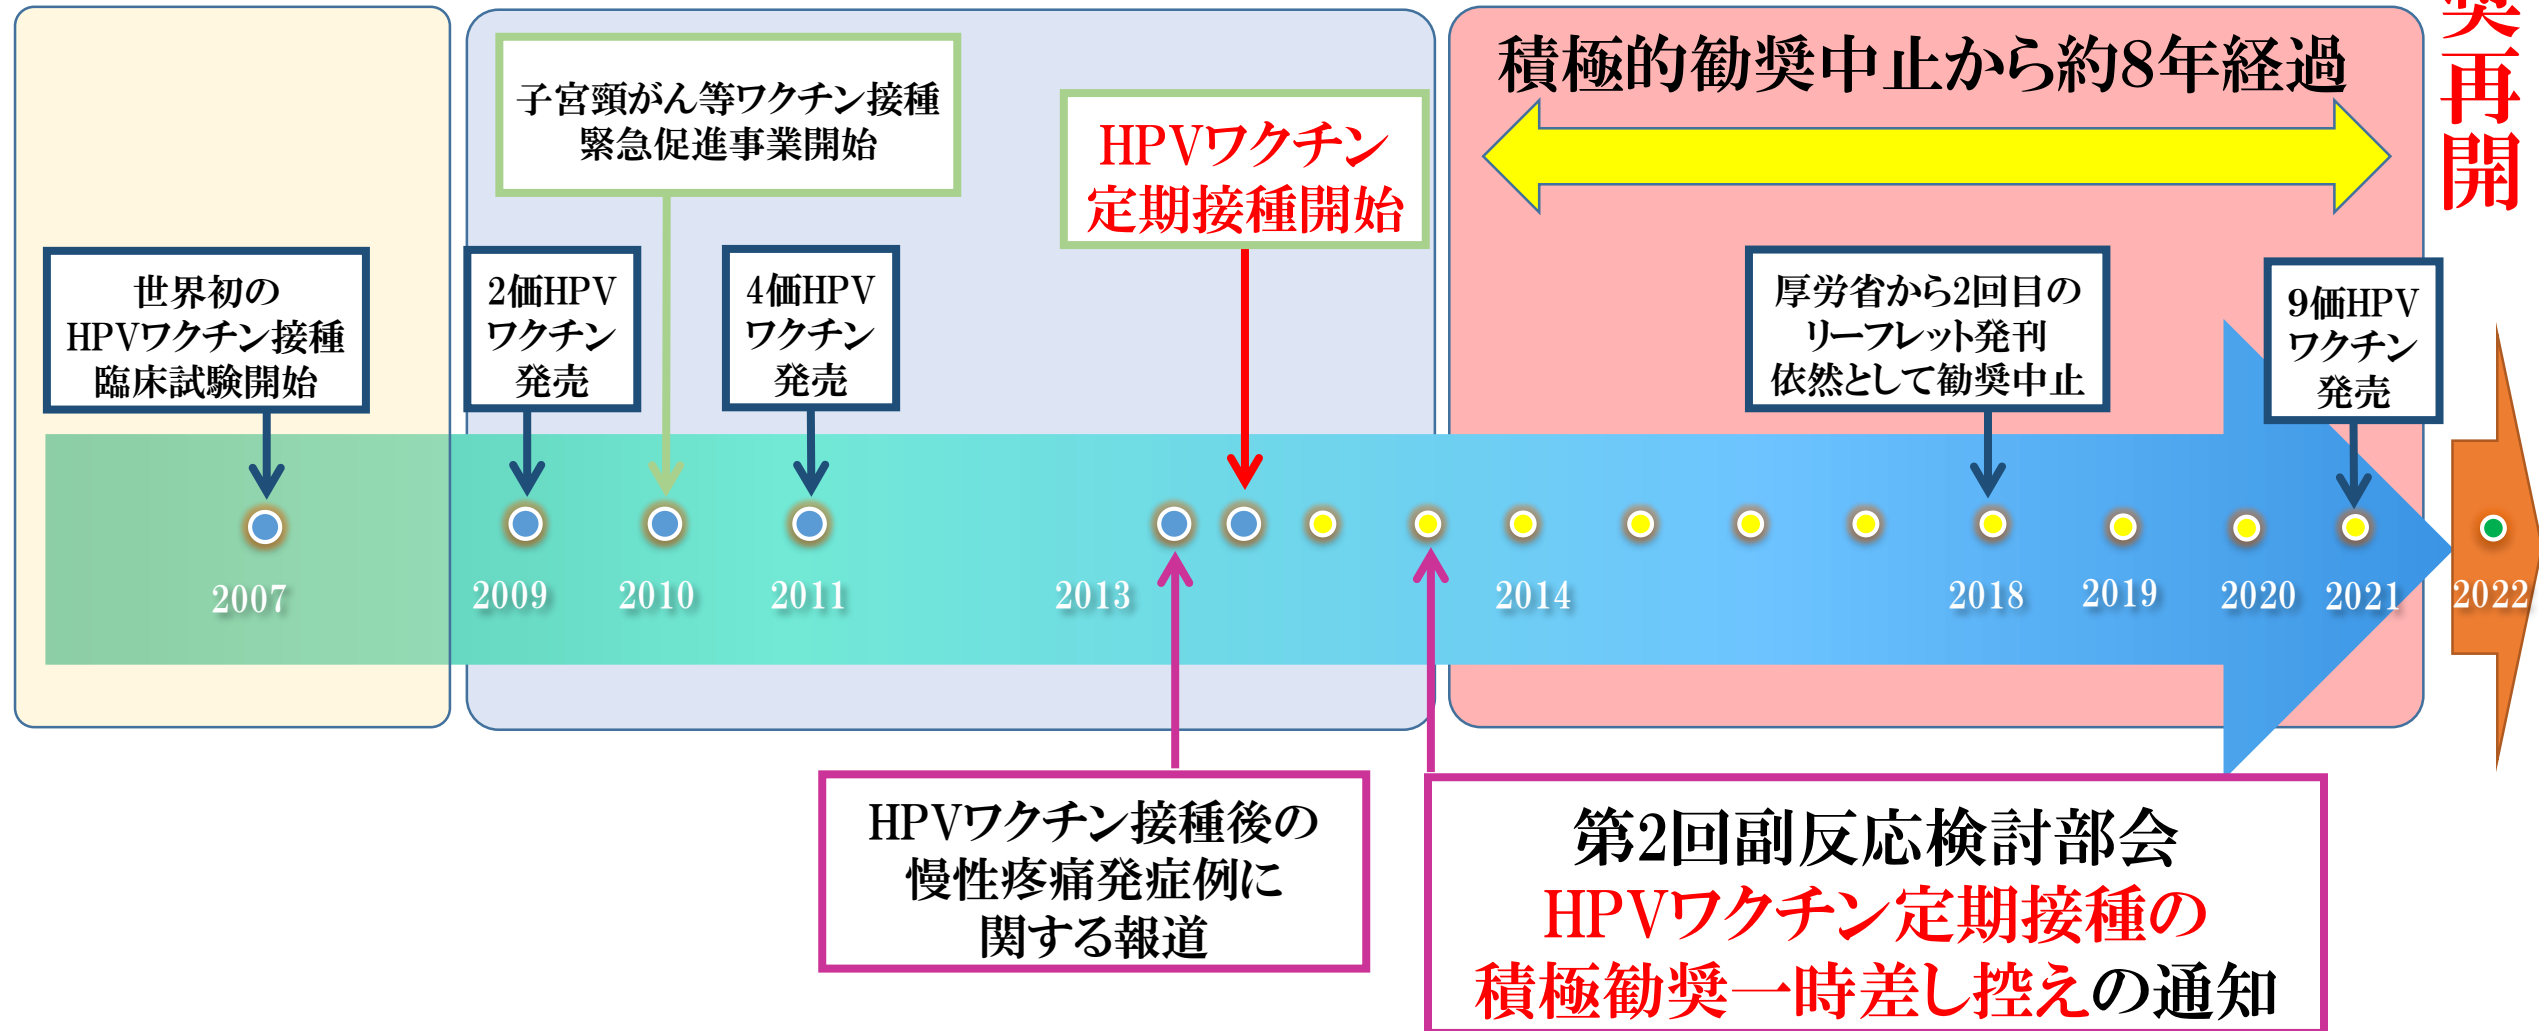 子宮頸がん等ワクチン接種
緊急促進事業開始
HPVワクチン
定期接種開始
積極的勧奨中止から約8年経過
奨再開
世界初の
HPVワクチン接種
臨床試験開始
2価HPV
ワクチン
発売
4価HPV
ワクチン
発売
厚労省から2回目の
リーフレット発刊
依然として勧奨中止
9価HPV
ワクチン
発売
2007
2009
2010
2011
2013
2014
2018
2019
2020
2021
2022
HPVワクチン接種後の
慢性疼痛発症例に
関する報道
第2回副反応検討部会
HPVワクチン定期接種の
積極勧奨一時差し控えの通知